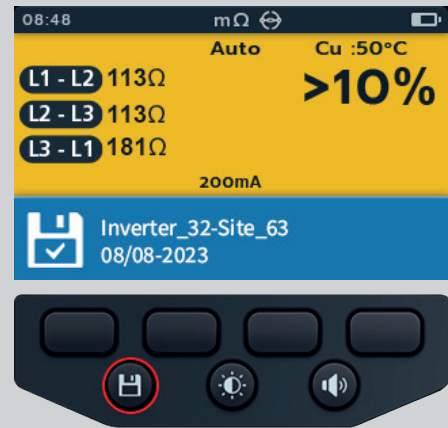 08:48 mΩ
Auto Cu :50°C
L1 - L2 113Ω >10%
L2 - L3 113Ω
L3 - L1 181Ω
200mA
Inverter_32-Site_63
08/08-2023